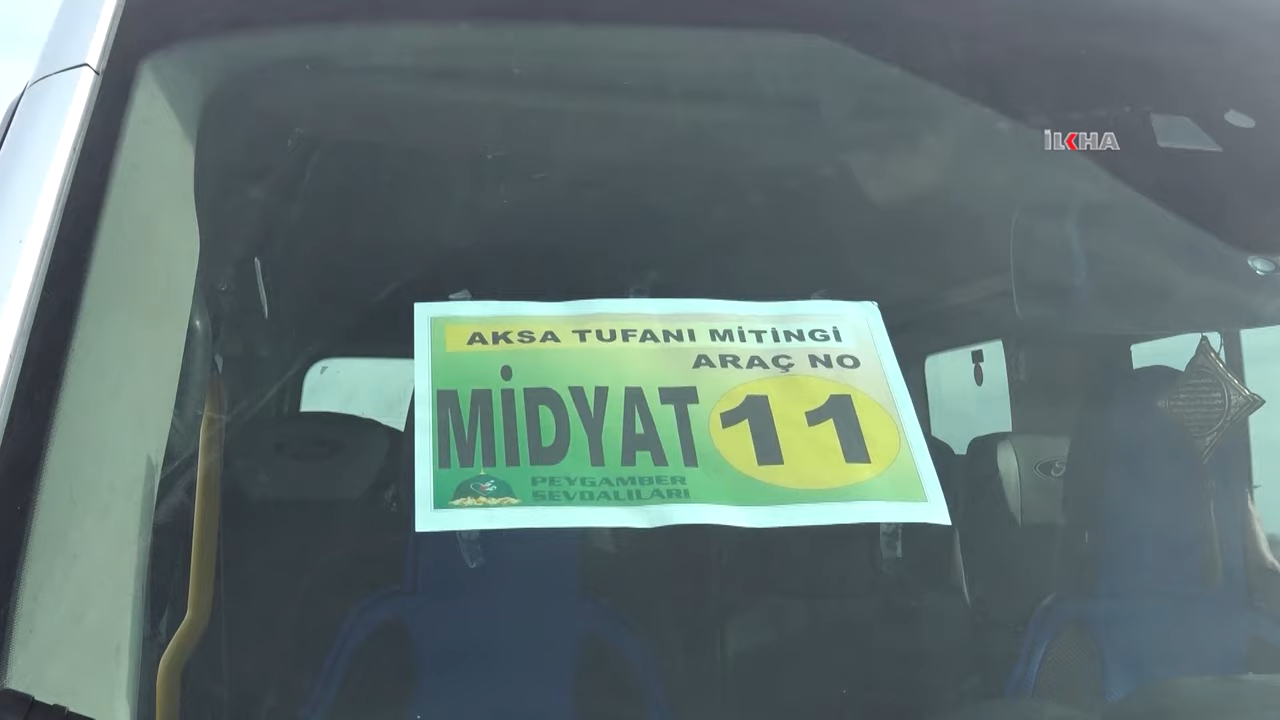 İLKHA
AKSA TUFANI MİTİNGİ
ARAÇ NO
MİDYAT 11
PEYGAMBER
SEVDALILARI